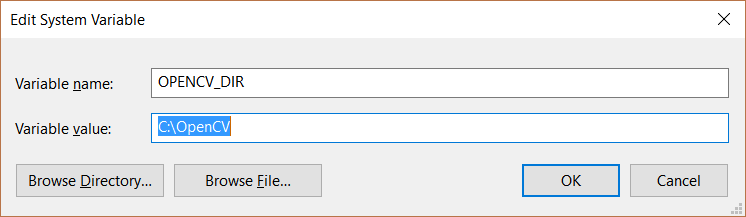 Edit System Variable
Variable name: OPENCV_DIR
Variable value: C:\OpenCV
Browse Directory... Browse File... OK Cancel